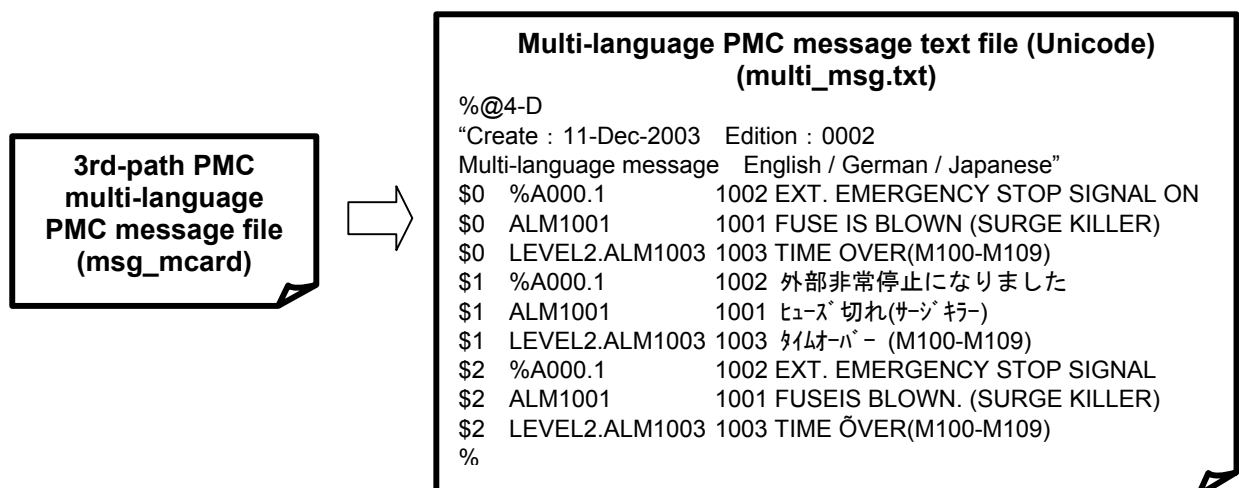 3rd-path PMC
multi-language
PMC message file
(msg_mcard)
Multi-language PMC message text file (Unicode)
(multi_msg.txt)
%@4-D
“Create：11-Dec-2003 Edition：0002
Multi-language message English / German / Japanese”
$0 %A000.1 1002 EXT. EMERGENCY STOP SIGNAL ON
$0 ALM1001 1001 FUSE IS BLOWN (SURGE KILLER)
$0 LEVEL2.ALM1003 1003 TIME OVER(M100-M109)
$1 %A000.1 1002 外部非常停止になりました
$1 ALM1001 1001 ﾋｭｰｽﾞ切れ(ｻｰｼﾞｷﾗｰ)
$1 LEVEL2.ALM1003 1003 ﾀｲﾑｵｰﾊﾞｰ (M100-M109)
$2 %A000.1 1002 EXT. EMERGENCY STOP SIGNAL
$2 ALM1001 1001 FUSEIS BLOWN. (SURGE KILLER)
$2 LEVEL2.ALM1003 1003 TIME ÕVER(M100-M109)
%